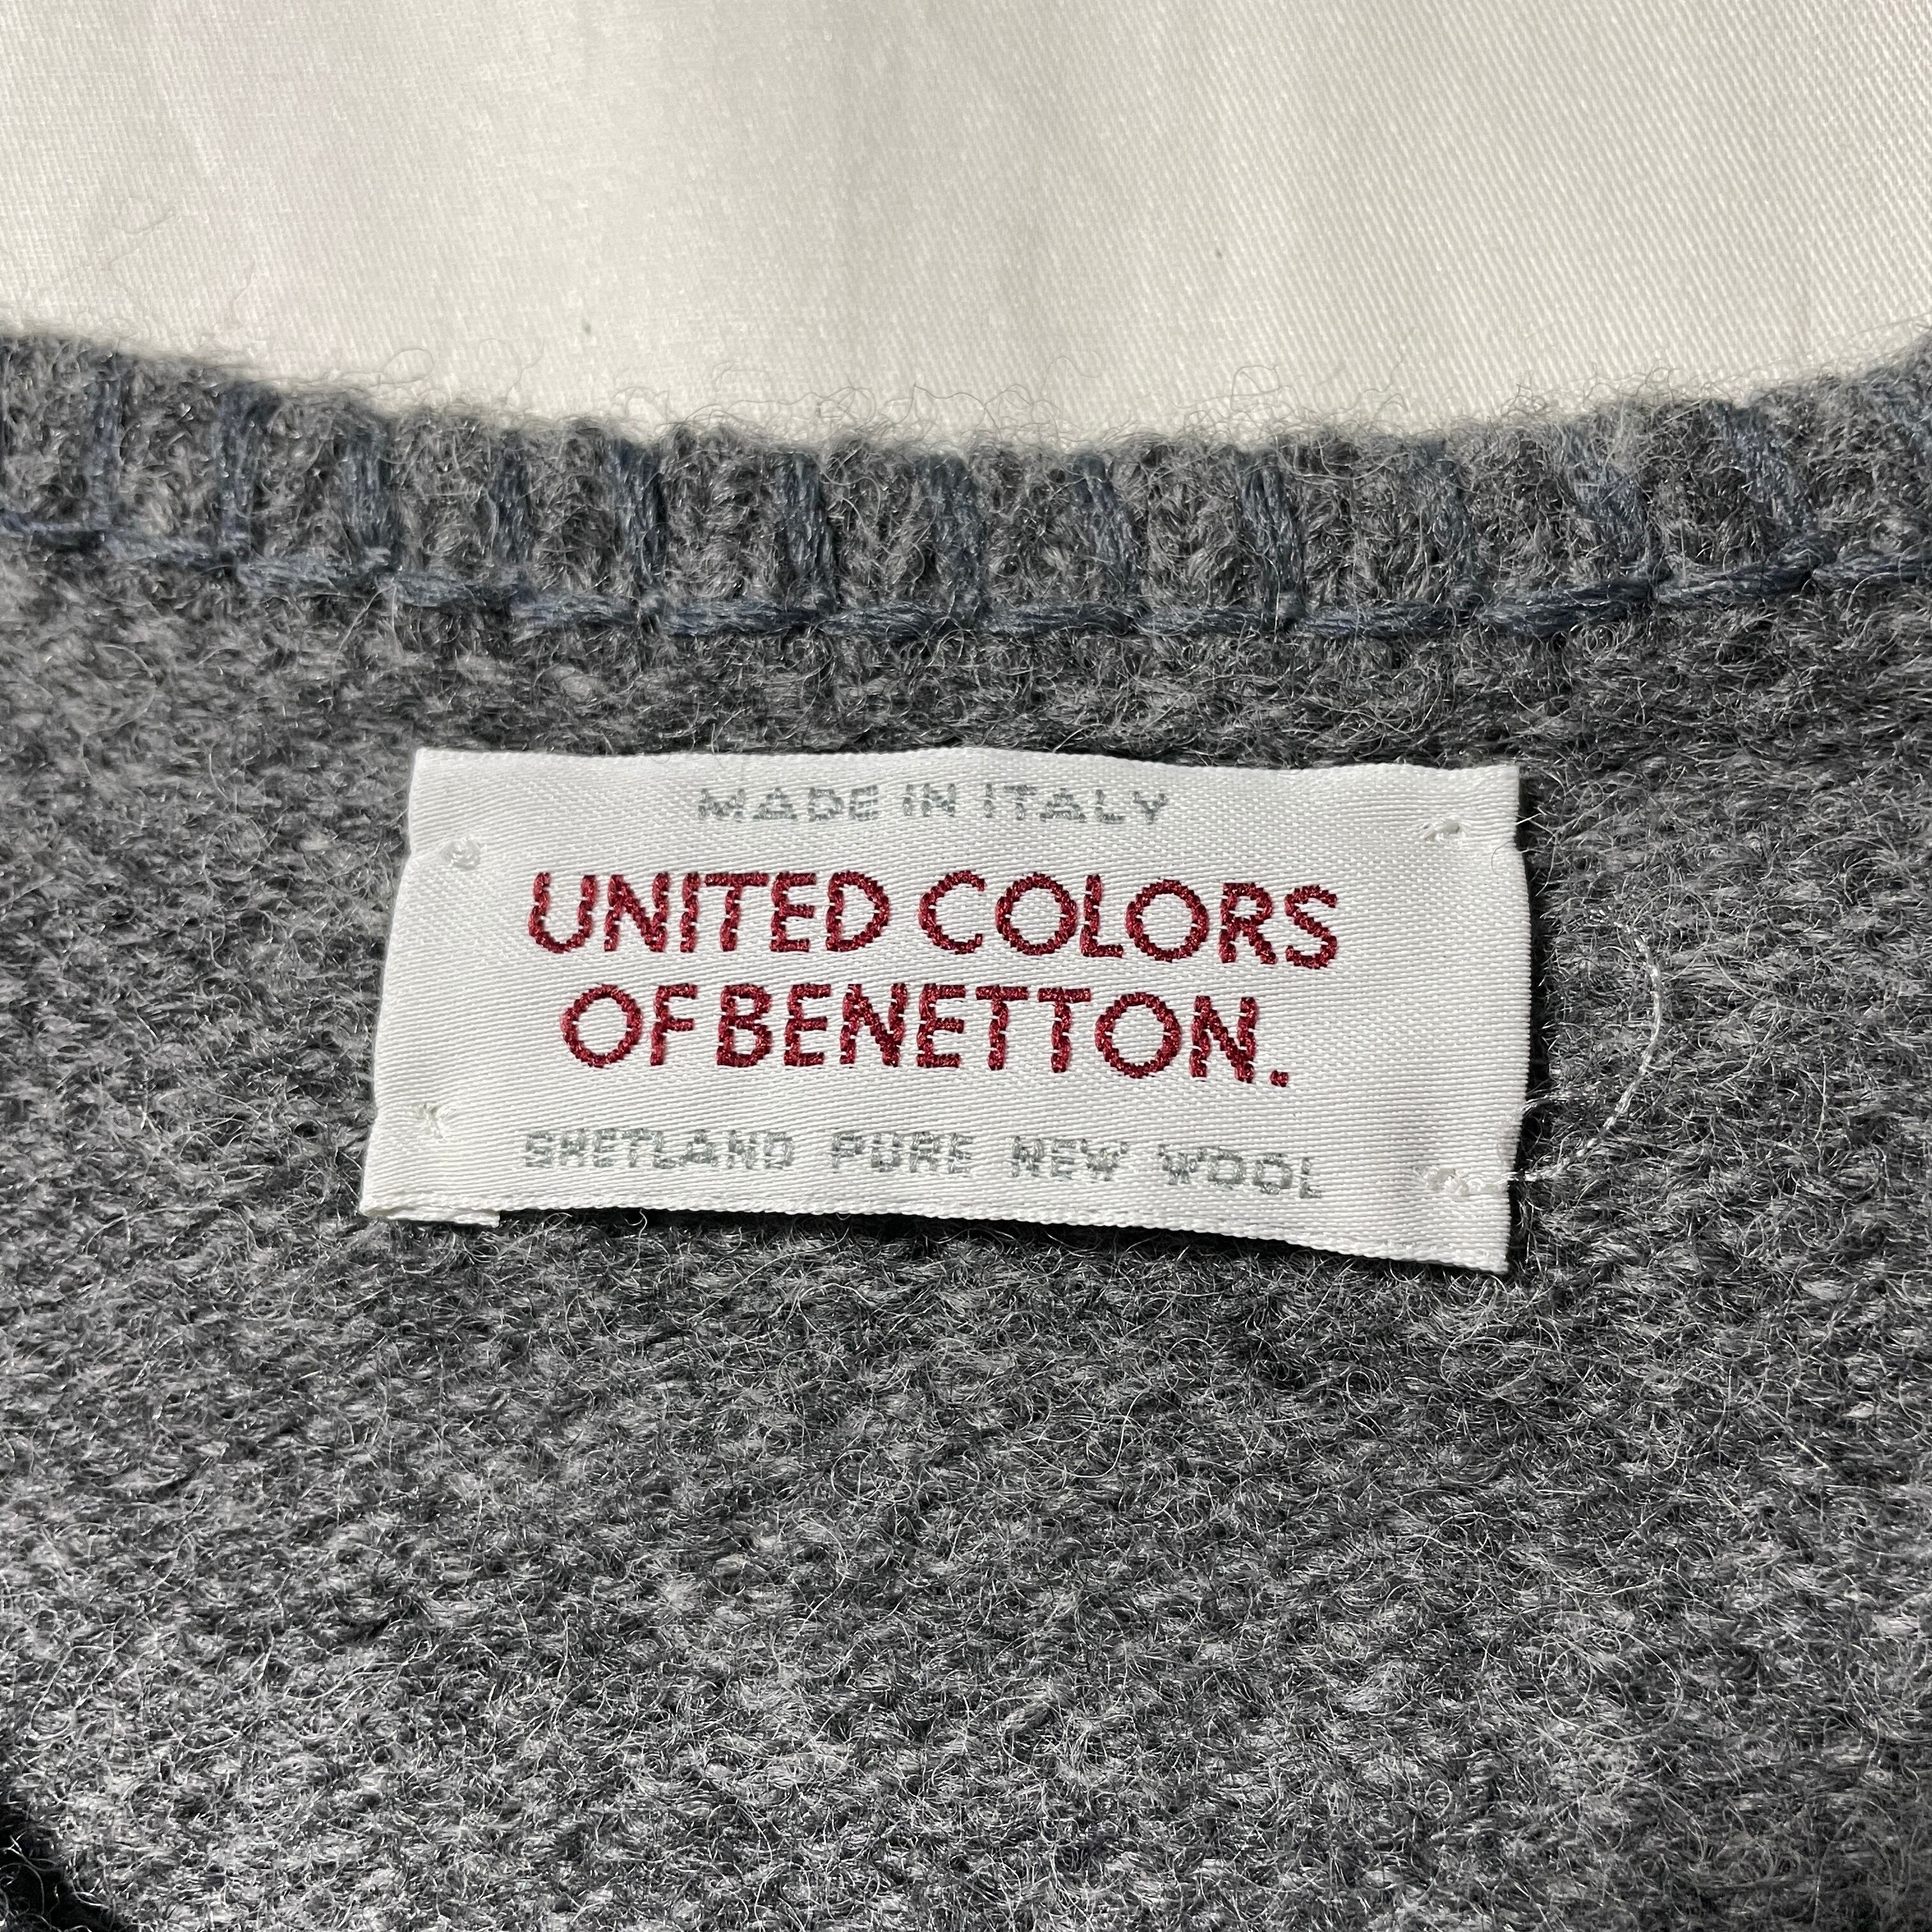 MADE IN ITALY
UNITED COLORS
OF BENETTON.
SHETLAND PURE NEW WOOL